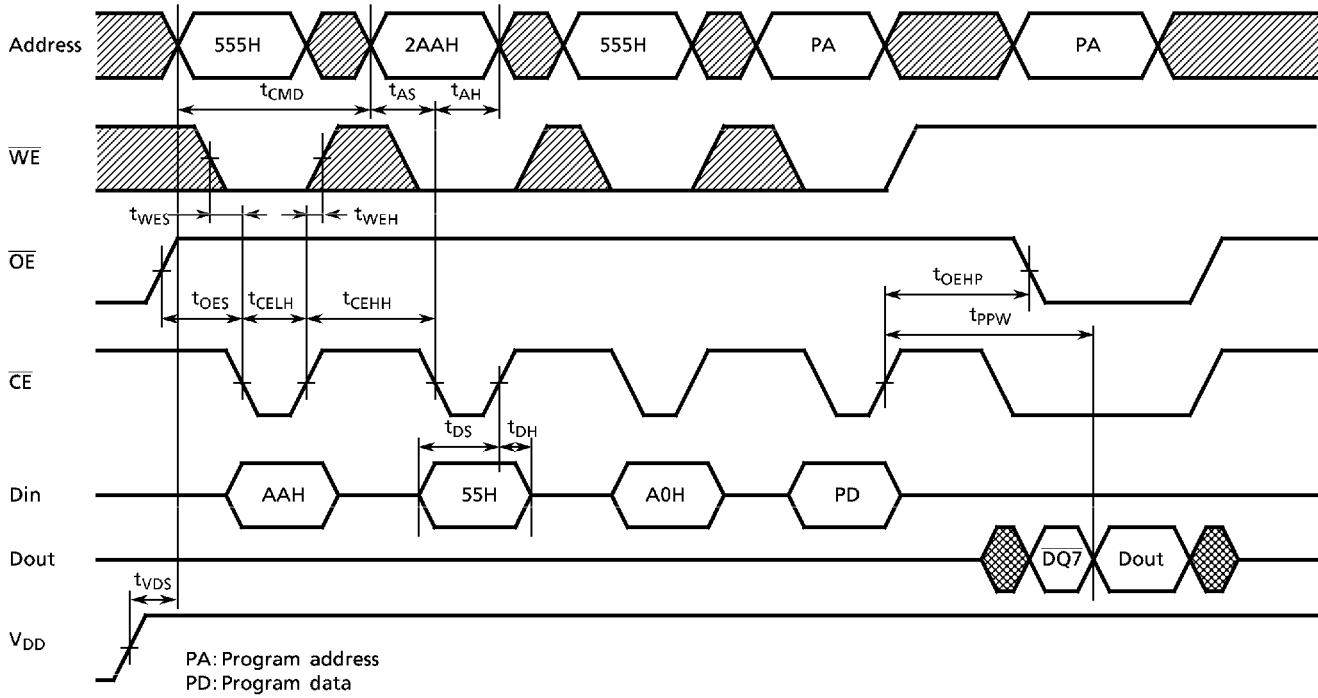 Address 555H 2AAH 555H PA PA
tCMD tAS tAH
WE
tWES tWEH
OE
tOES tCELH tCEHH tOEHP
tPPW
CE
tDS tDH
Din AAH 55H A0H PD
Dout DQ7 Dout
tVDS
VDD
PA: Program address
PD: Program data